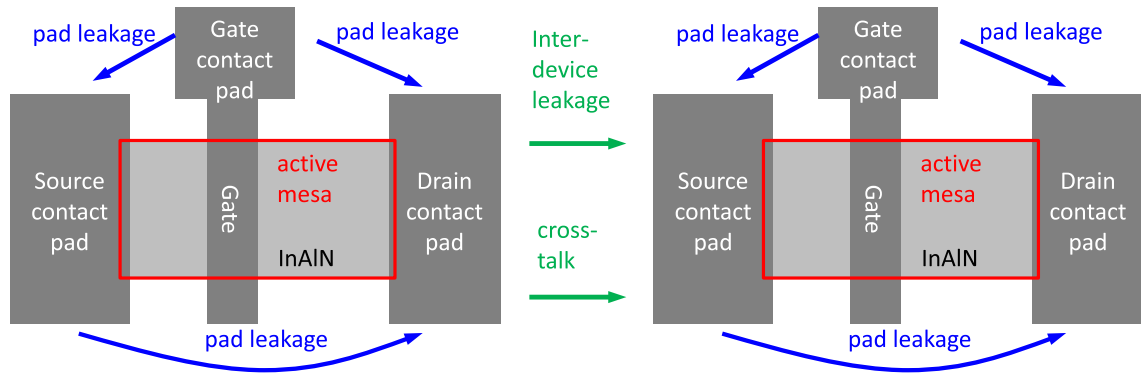 pad leakage
Gate
contact
pad
pad leakage
Source
contact
pad
Gate
active
mesa
InAlN
Drain
contact
pad
pad leakage
Inter-
device
leakage
cross-
talk
pad leakage
Gate
contact
pad
pad leakage
Source
contact
pad
Gate
active
mesa
InAlN
Drain
contact
pad
pad leakage